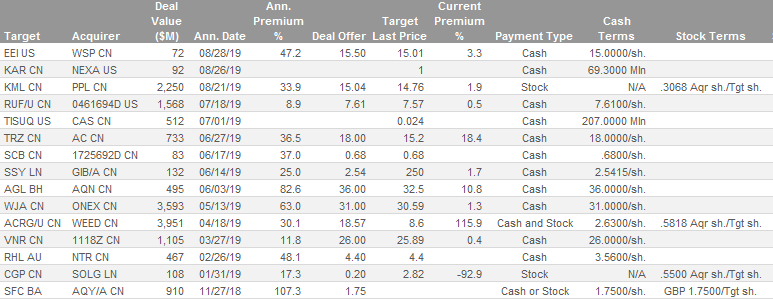 Deal Ann. Target Current
Value Premium Cash
Target Acquirer ($M) Ann. Date % Deal Offer Last Price Premium % Payment Type Terms Stock Terms
EEI US WSP CN 72 08/28/19 47.2 15.50 15.01 3.3 Cash 15.0000/sh.
KAR CN NEXA US 92 08/26/19 1 Cash 69.3000 Mln
KML CN PPL CN 2,250 08/21/19 33.9 15.04 14.76 1.9 Stock N/A .3068 Aqr sh./Tgt sh.
RUF/U CN 0461694D US 1,568 07/18/19 8.9 7.61 7.57 0.5 Cash 7.6100/sh.
TISUQ US CAS CN 512 07/01/19 0.024 Cash 207.0000 Mln
TRZ CN AC CN 733 06/27/19 36.5 18.00 15.2 18.4 Cash 18.0000/sh.
SCB CN 1725692D CN 83 06/17/19 37.0 0.68 0.68 Cash .6800/sh.
SSY LN GIB/A CN 132 06/14/19 25.0 2.54 250 1.7 Cash 2.5415/sh.
AGL BH AQN CN 495 06/03/19 82.6 36.00 32.5 10.8 Cash 36.0000/sh.
WJA CN ONEX CN 3,593 05/13/19 63.0 31.00 30.59 1.3 Cash 31.0000/sh.
ACRG/U CN WEED CN 3,951 04/18/19 30.1 18.57 8.6 115.9 Cash and Stock 2.6300/sh. .5818 Aqr sh./Tgt sh.
VNR CN 1118Z CN 1,105 03/27/19 11.8 26.00 25.89 0.4 Cash 26.0000/sh.
RHL AU NTR CN 467 02/26/19 48.1 4.40 4.4 Cash 3.5600/sh.
CGP CN SOLG LN 108 01/31/19 17.3 0.20 2.82 -92.9 Stock N/A .5500 Aqr sh./Tgt sh.
SFC BA AQY/A CN 910 11/27/18 107.3 1.75 Cash or Stock 1.7500/sh. GBP 1.7500/Tgt sh.